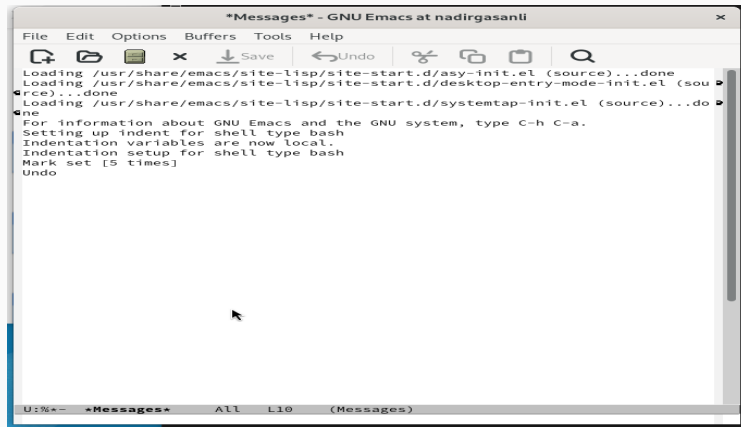 *Messages* - GNU Emacs at nadirgasanli
File Edit Options Buffers Tools Help
Save Undo
Loading /usr/share/emacs/site-lisp/site-start.d/asy-init.el (source)...done
Loading /usr/share/emacs/site-lisp/site-start.d/desktop-entry-mode-init.el (sou
rce)...done
Loading /usr/share/emacs/site-lisp/site-start.d/systemtap-init.el (source)...do
ne
For information about GNU Emacs and the GNU system, type C-h C-a.
Setting up indent for shell type bash
Indentation variables are now local.
Indentation setup for shell type bash
Mark set [5 times]
Undo
U:%*- *Messages* All L10 (Messages)